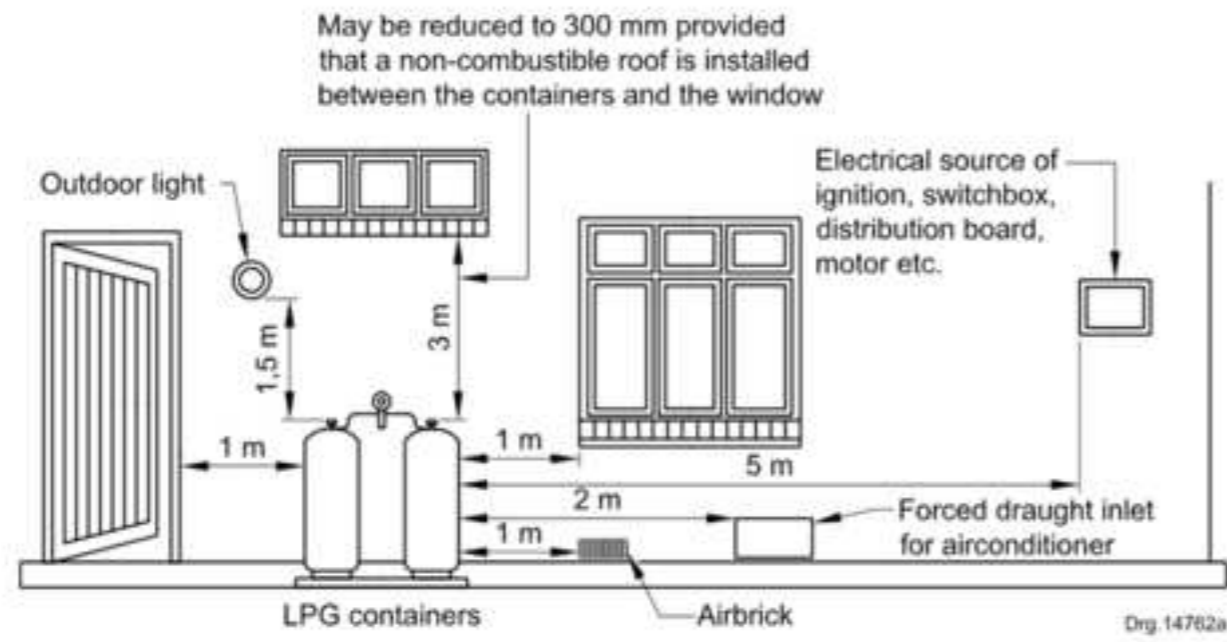 May be reduced to 300 mm provided
that a non-combustible roof is installed
between the containers and the window
Outdoor light
Electrical source of
ignition, switchbox,
distribution board,
motor etc.
1,5 m
3 m
1 m
1 m
5 m
2 m
1 m
Forced draught inlet
for airconditioner
LPG containers
Airbrick
Drg.14762a